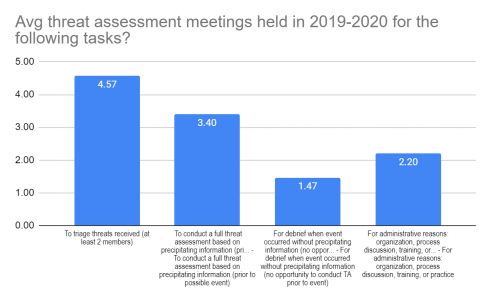 Avg threat assessment meetings held in 2019-2020 for the
following tasks?
5.00
4.00
3.00
2.00
1.00
0.00
4.57
3.40
1.47
2.20
To triage threats received (at
least 2 members)
To conduct a full threat
assessment based on
precipitating information (pri... -
To conduct a full threat
assessment based on
precipitating information (prior to
possible event)
For debrief when event
occurred without precipitating
information (no oppor... - For
debrief when event occurred
without precipitating information
(no opportunity to conduct TA
prior to event)
For administrative reasons:
organization, process
discussion, training, or... - For
administrative reasons:
organization, process
discussion, training, or practice